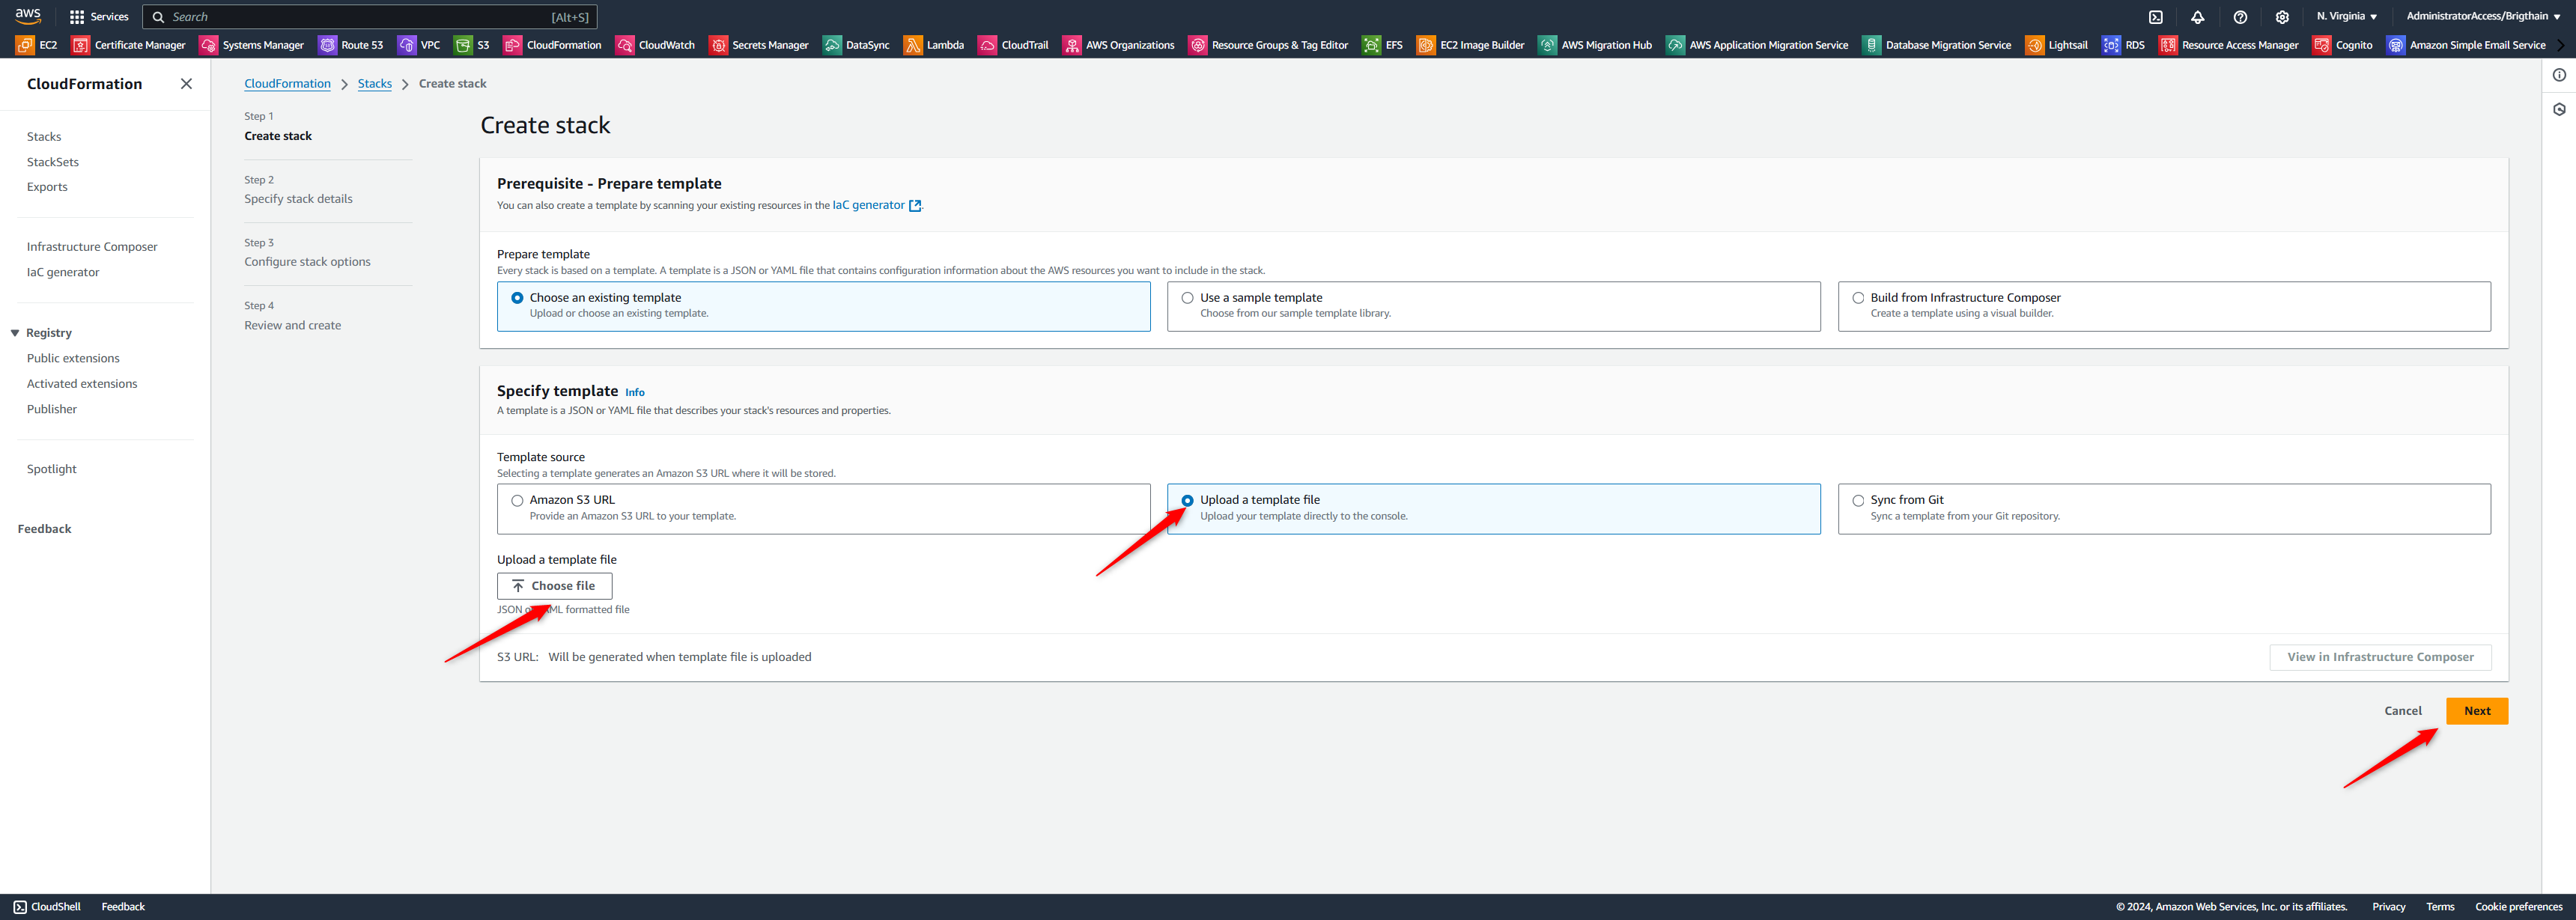 aws
Services
Search
[Alt+S]
N. Virginia
AdministratorAccess/Brigthain
EC2
Certificate Manager
Systems Manager
Route 53
VPC
S3
CloudFormation
CloudWatch
Secrets Manager
DataSync
Lambda
CloudTrail
AWS Organizations
Resource Groups & Tag Editor
EFS
EC2 Image Builder
AWS Migration Hub
AWS Application Migration Service
Database Migration Service
Lightsail
RDS
Resource Access Manager
Cognito
Amazon Simple Email Service
CloudFormation
Stacks
StackSets
Exports
Infrastructure Composer
IaC generator
Registry
Public extensions
Activated extensions
Publisher
Spotlight
Feedback
CloudFormation
Stacks
Create stack
Step 1
Create stack
Step 2
Specify stack details
Step 3
Configure stack options
Step 4
Review and create
Create stack
Prerequisite - Prepare template
You can also create a template by scanning your existing resources in the IaC generator .
Prepare template
Every stack is based on a template. A template is a JSON or YAML file that contains configuration information about the AWS resources you want to include in the stack.
Choose an existing template
Upload or choose an existing template.
Use a sample template
Choose from our sample template library.
Build from Infrastructure Composer
Create a template using a visual builder.
Specify template Info
A template is a JSON or YAML file that describes your stack's resources and properties.
Template source
Selecting a template generates an Amazon S3 URL where it will be stored.
Amazon S3 URL
Provide an Amazon S3 URL to your template.
Upload a template file
Upload your template directly to the console.
Sync from Git
Sync a template from your Git repository.
Upload a template file
Choose file
JSON or YAML formatted file
S3 URL: Will be generated when template file is uploaded
View in Infrastructure Composer
Cancel
Next
CloudShell
Feedback
© 2024, Amazon Web Services, Inc. or its affiliates.
Privacy
Terms
Cookie preferences